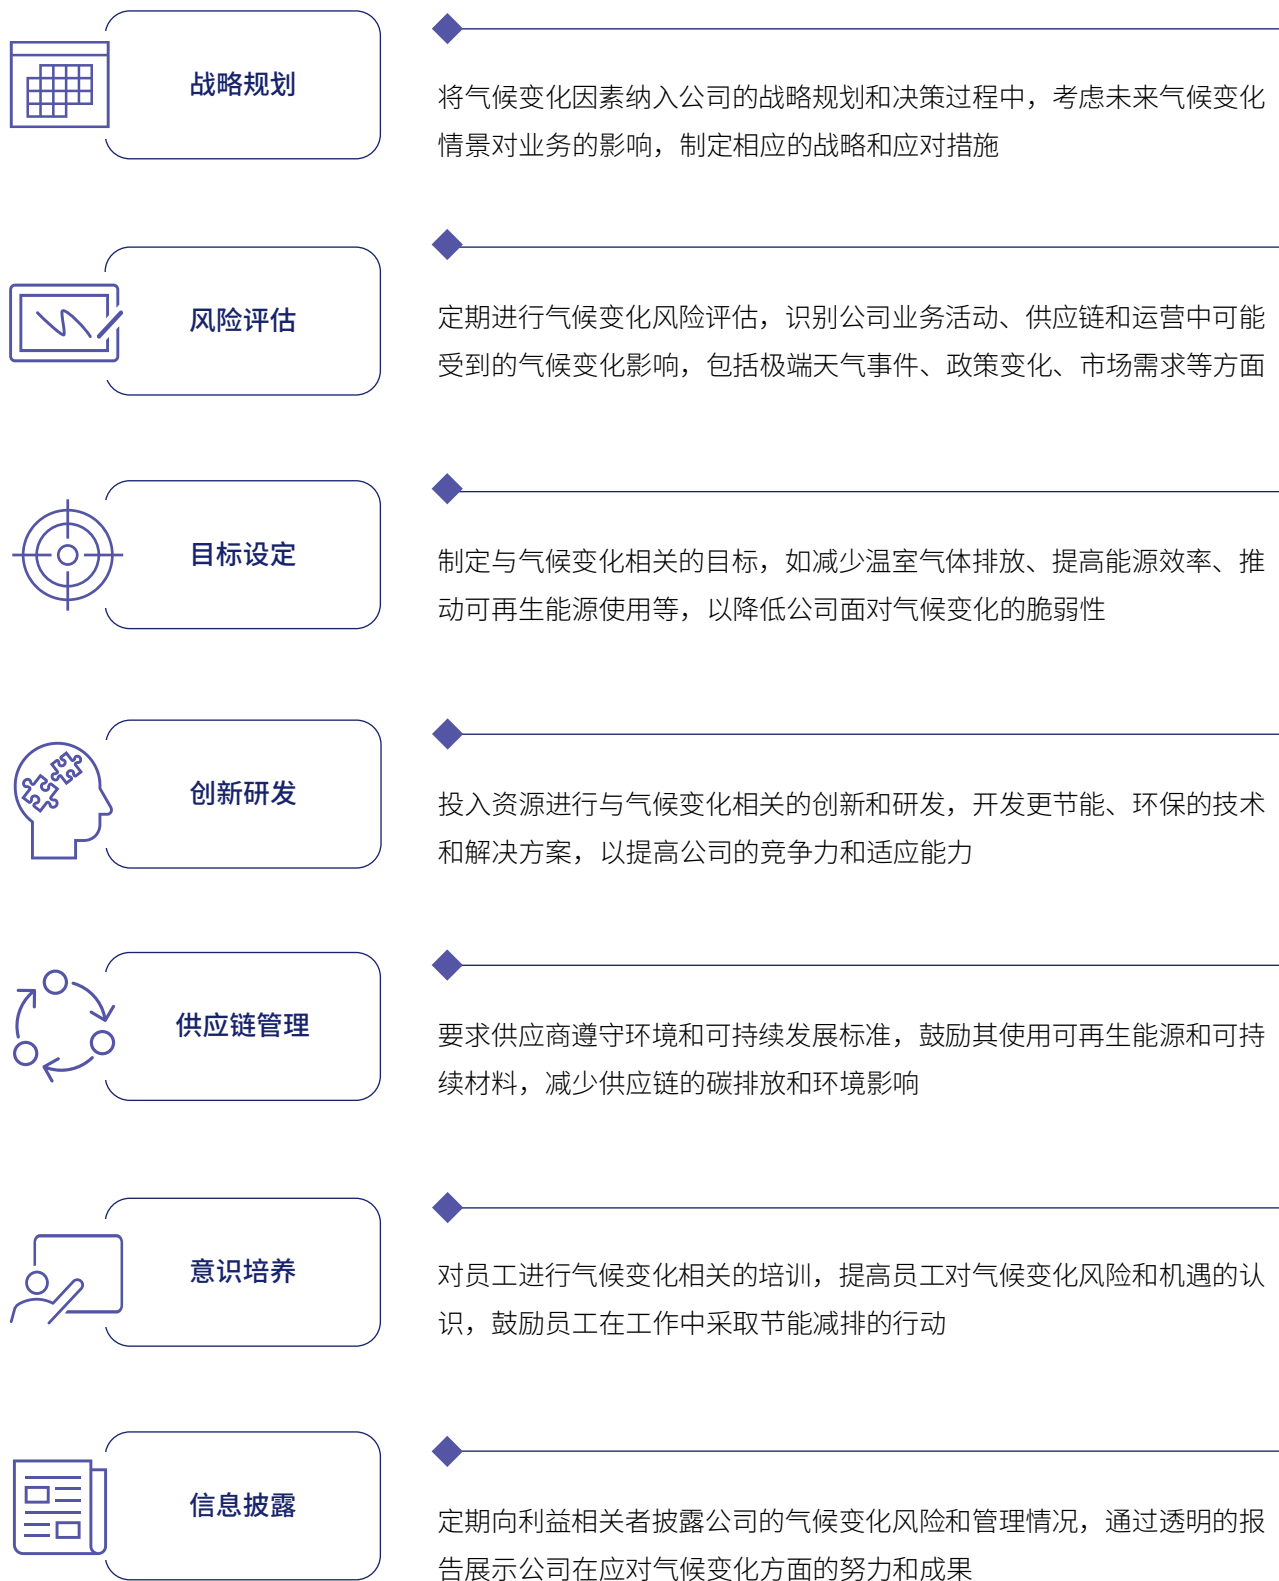 战略规划
将气候变化因素纳入公司的战略规划和决策过程中，考虑未来气候变化
情景对业务的影响，制定相应的战略和应对措施
风险评估
定期进行气候变化风险评估，识别公司业务活动、供应链和运营中可能
受到的气候变化影响，包括极端天气事件、政策变化、市场需求等方面
目标设定
制定与气候变化相关的目标，如减少温室气体排放、提高能源效率、推
动可再生能源使用等，以降低公司面对气候变化的脆弱性
创新研发
投入资源进行与气候变化相关的创新和研发，开发更节能、环保的技术
和解决方案，以提高公司的竞争力和适应能力
供应链管理
要求供应商遵守环境和可持续发展标准，鼓励其使用可再生能源和可持
续材料，减少供应链的碳排放和环境影响
意识培养
对员工进行气候变化相关的培训，提高员工对气候变化风险和机遇的认
识，鼓励员工在工作中采取节能减排的行动
信息披露
定期向利益相关者披露公司的气候变化风险和管理情况，通过透明的报
告展示公司在应对气候变化方面的努力和成果